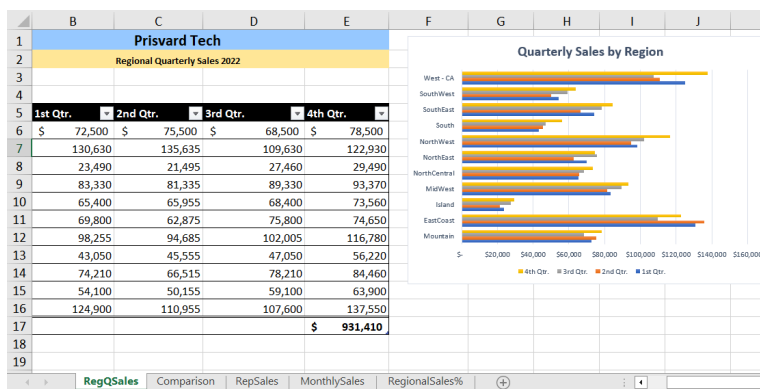 B C D E F G H I J
1 Prisvard Tech
2 Regional Quarterly Sales 2022
3
4
5 1st Qtr. 2nd Qtr. 3rd Qtr. 4th Qtr.
6 $ 72,500 $ 75,500 $ 68,500 $ 78,500
7 130,630 135,635 109,630 122,930
8 23,490 21,495 27,460 29,490
9 83,330 81,335 89,330 93,370
10 65,400 65,955 68,400 73,560
11 69,800 62,875 75,800 74,650
12 98,255 94,685 102,005 116,780
13 43,050 45,555 47,050 56,220
14 74,210 66,515 78,210 84,460
15 54,100 50,155 59,100 63,900
16 124,900 110,955 107,600 137,550
17 $ 931,410
18
19
Quarterly Sales by Region
West - CA
SouthWest
SouthEast
South
NorthWest
NorthEast
NorthCentral
MidWest
Island
EastCoast
Mountain
$- $20,000 $40,000 $60,000 $80,000 $100,000 $120,000 $140,000 $160,000
4th Qtr. 3rd Qtr. 2nd Qtr. 1st Qtr.
RegQSales Comparison RepSales MonthlySales RegionalSales%